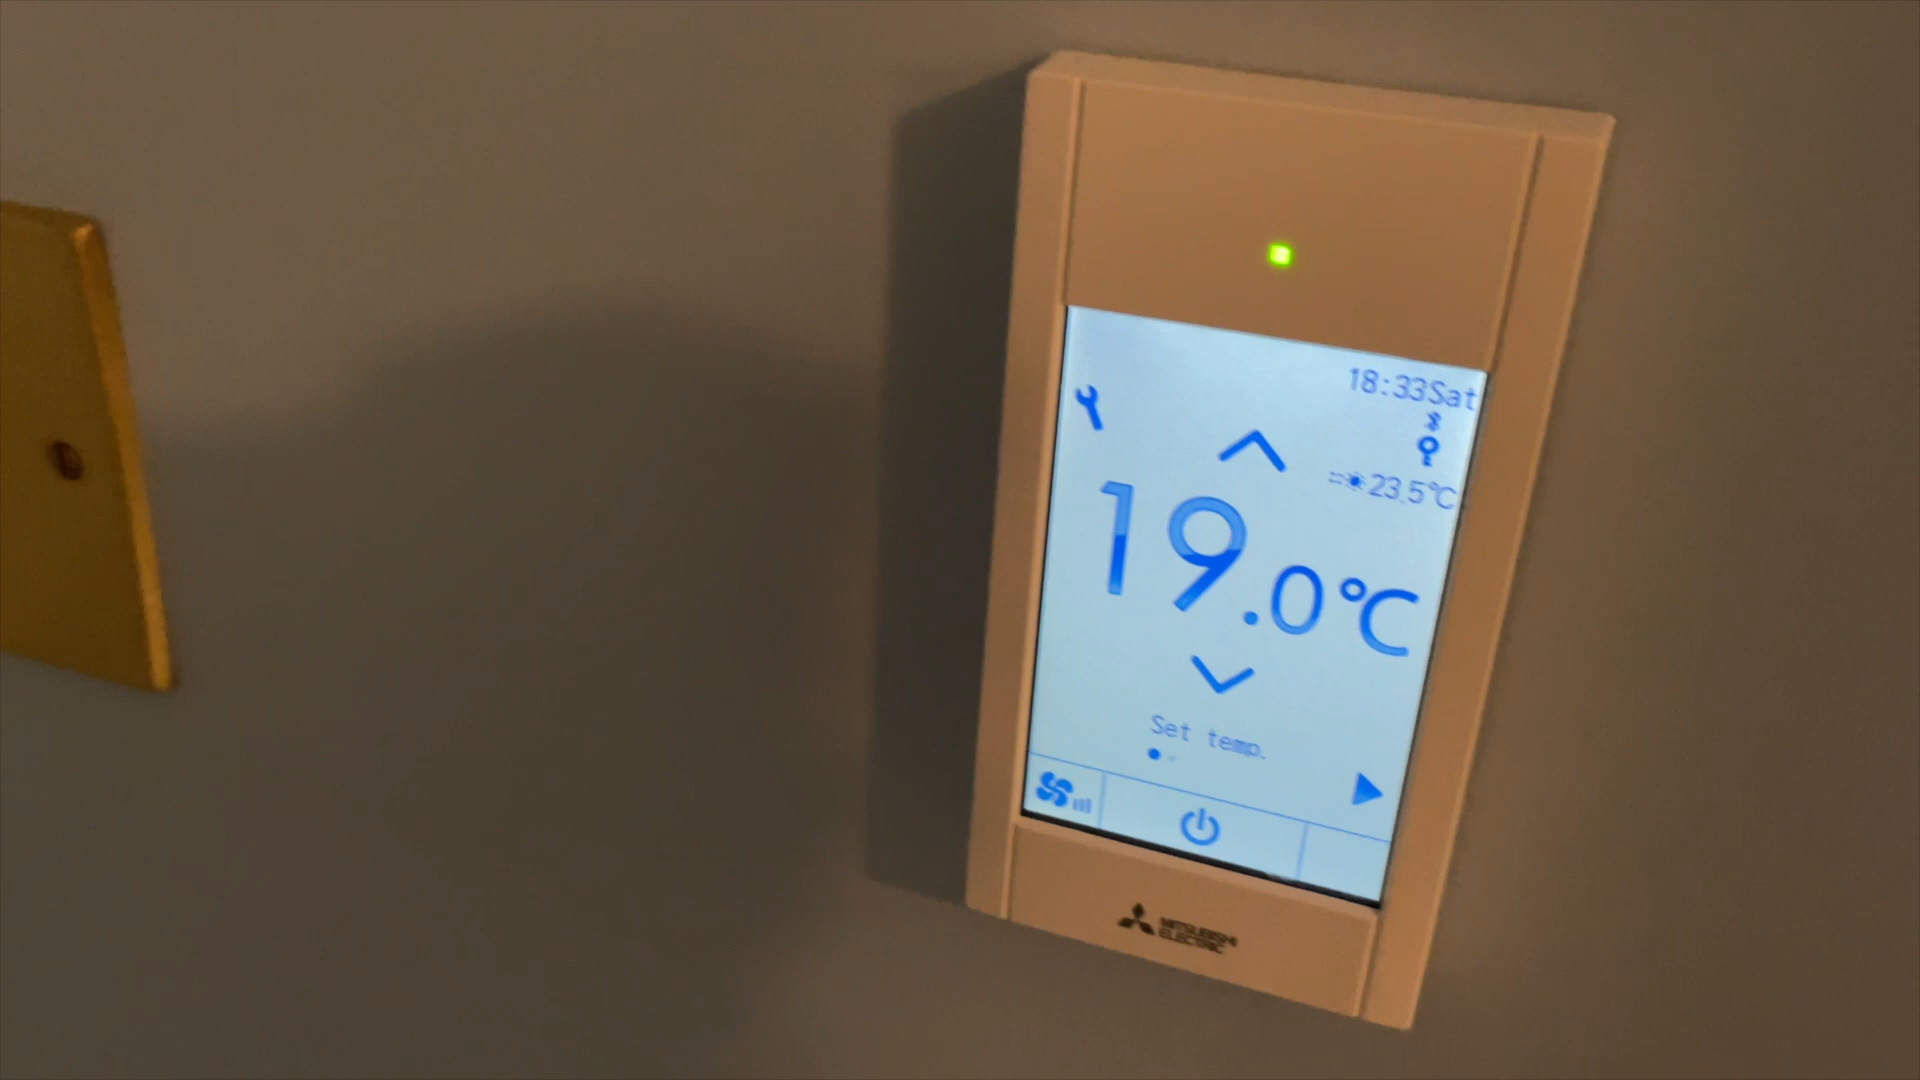 18:33Sat
23.5°C
19.0°C
Set temp.
MITSUBISHI
ELECTRIC